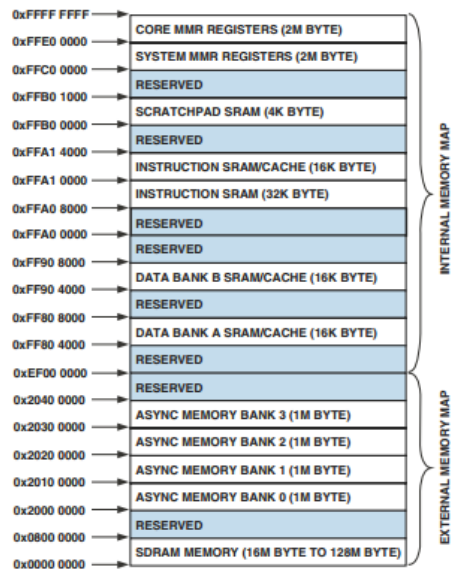 0xFFFF FFFF
CORE MMR REGISTERS (2M BYTE)
0xFFE0 0000
SYSTEM MMR REGISTERS (2M BYTE)
0xFFC0 0000
RESERVED
0xFFB0 1000
SCRATCHPAD SRAM (4K BYTE)
0xFFB0 0000
RESERVED
0xFFA1 4000
INSTRUCTION SRAM/CACHE (16K BYTE)
0xFFA1 0000
INSTRUCTION SRAM (32K BYTE)
0xFFA0 8000
RESERVED
0xFFA0 0000
RESERVED
0xFF90 8000
DATA BANK B SRAM/CACHE (16K BYTE)
0xFF90 4000
RESERVED
0xFF80 8000
DATA BANK A SRAM/CACHE (16K BYTE)
0xFF80 4000
RESERVED
0xEF00 0000
RESERVED
0x2040 0000
ASYNC MEMORY BANK 3 (1M BYTE)
0x2030 0000
ASYNC MEMORY BANK 2 (1M BYTE)
0x2020 0000
ASYNC MEMORY BANK 1 (1M BYTE)
0x2010 0000
ASYNC MEMORY BANK 0 (1M BYTE)
0x2000 0000
RESERVED
0x0800 0000
SDRAM MEMORY (16M BYTE TO 128M BYTE)
0x0000 0000
INTERNAL MEMORY MAP
EXTERNAL MEMORY MAP